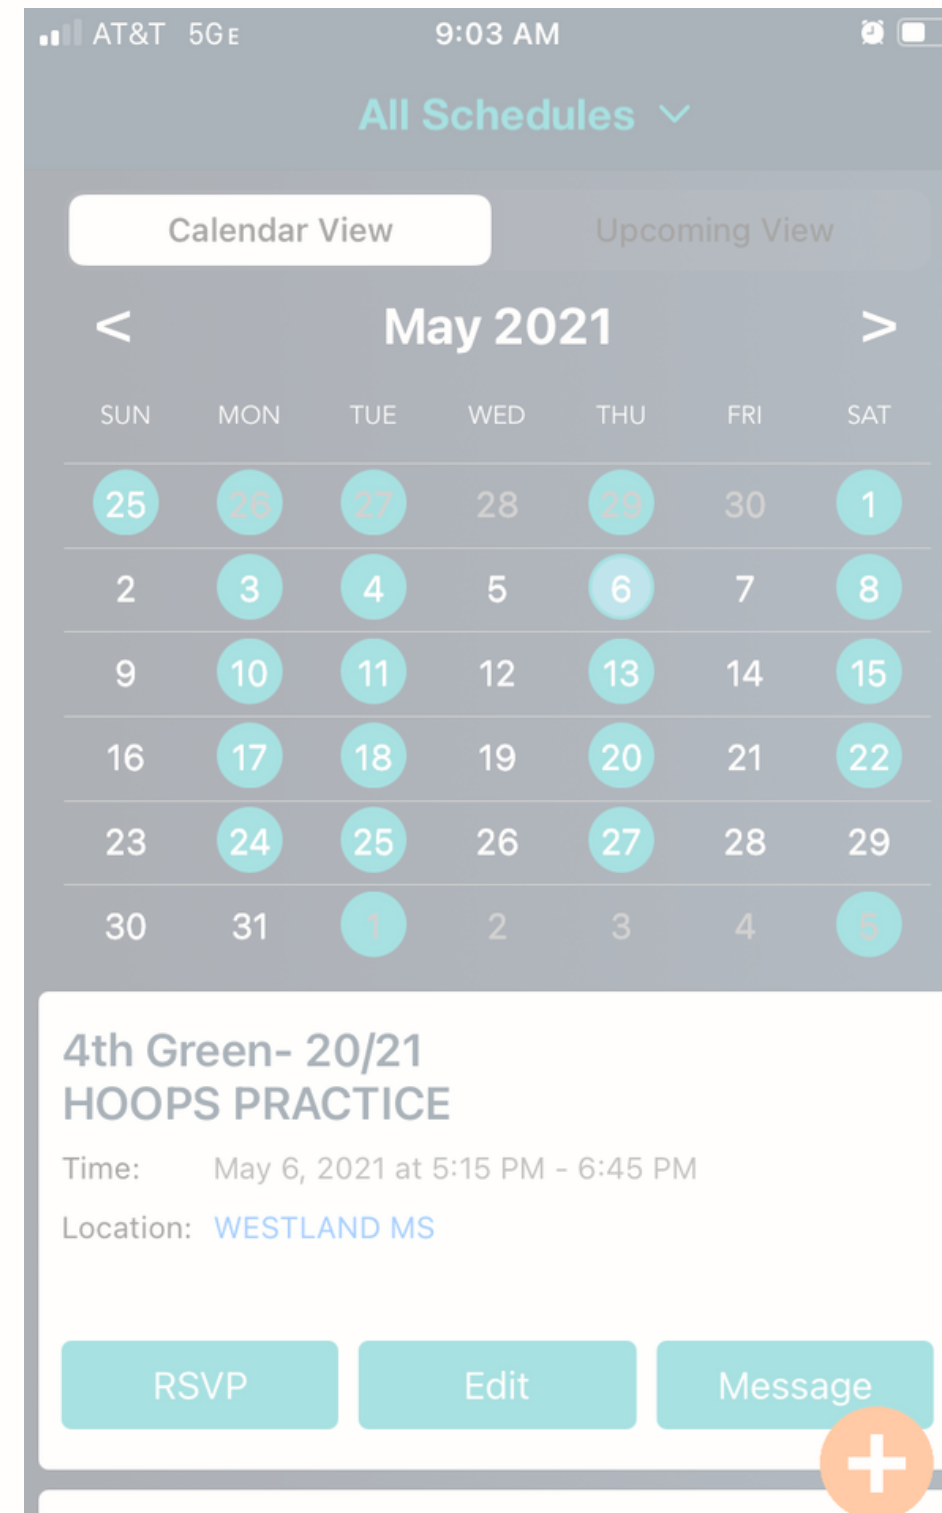 AT&T 5GE 9:03 AM
All Schedules
Calendar View Upcoming View
< May 2021 >
SUN MON TUE WED THU FRI SAT
25 26 27 28 29 30 1
2 3 4 5 6 7 8
9 10 11 12 13 14 15
16 17 18 19 20 21 22
23 24 25 26 27 28 29
30 31 1 2 3 4 5
4th Green- 20/21
HOOPS PRACTICE
Time: May 6, 2021 at 5:15 PM - 6:45 PM
Location: WESTLAND MS
RSVP Edit Message
+